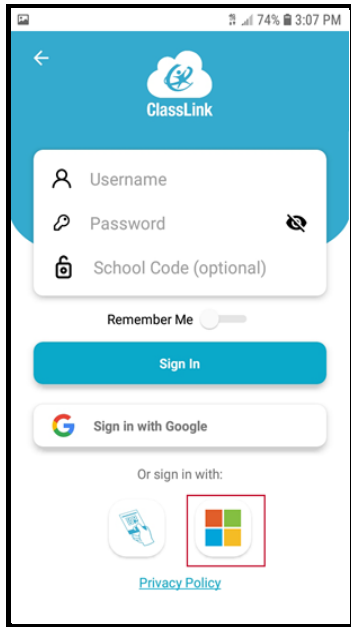 74% 3:07 PM
ClassLink
Username
Password
School Code (optional)
Remember Me
Sign In
Sign in with Google
Or sign in with:
Privacy Policy